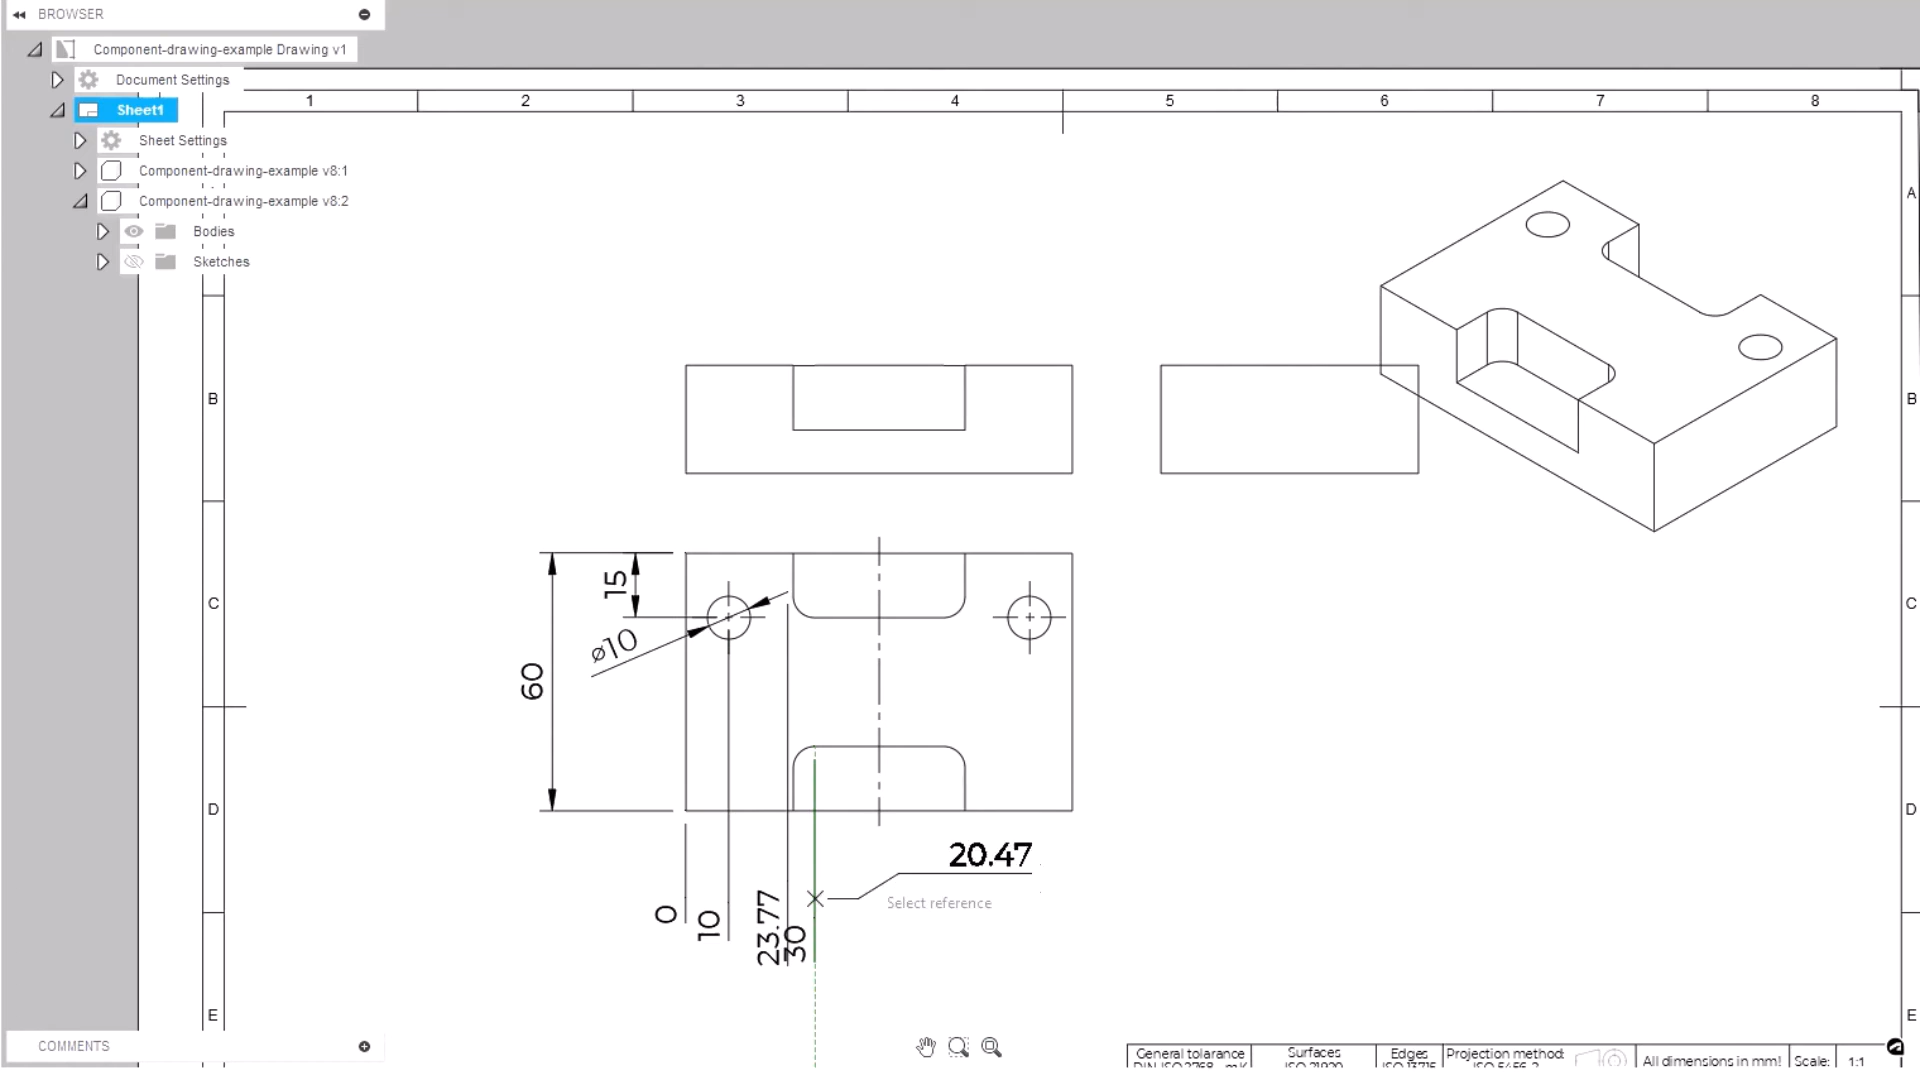 BROWSER
Component-drawing-example Drawing v1
Document Settings
1 2 3 4 5 6 7 8
Sheet1
Sheet Settings
Component-drawing-example v8:1
A
A
Component-drawing-example v8:2
Bodies
Sketches
B
B
15
C
C
⌀10
60
D
D
20.47
Select reference
0
10
23.77
30
E
E
COMMENTS
General tolarance
Surfaces
Edges
Projection method:
All dimensions in mm!
Scale:
1:1